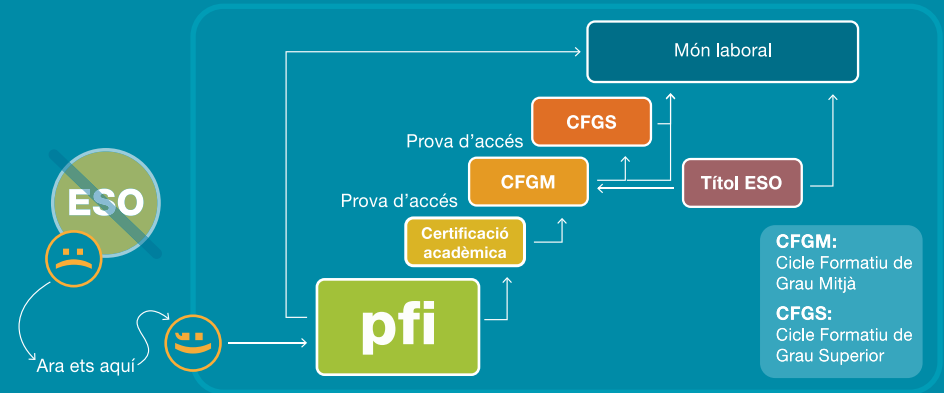 Món laboral
CFGS
Prova d'accés
CFGM
Títol ESO
Prova d'accés
Certificació
acadèmica
ESO
pfi
Ara ets aquí
CFGM:
Cicle Formatiu de
Grau Mitjà
CFGS:
Cicle Formatiu de
Grau Superior